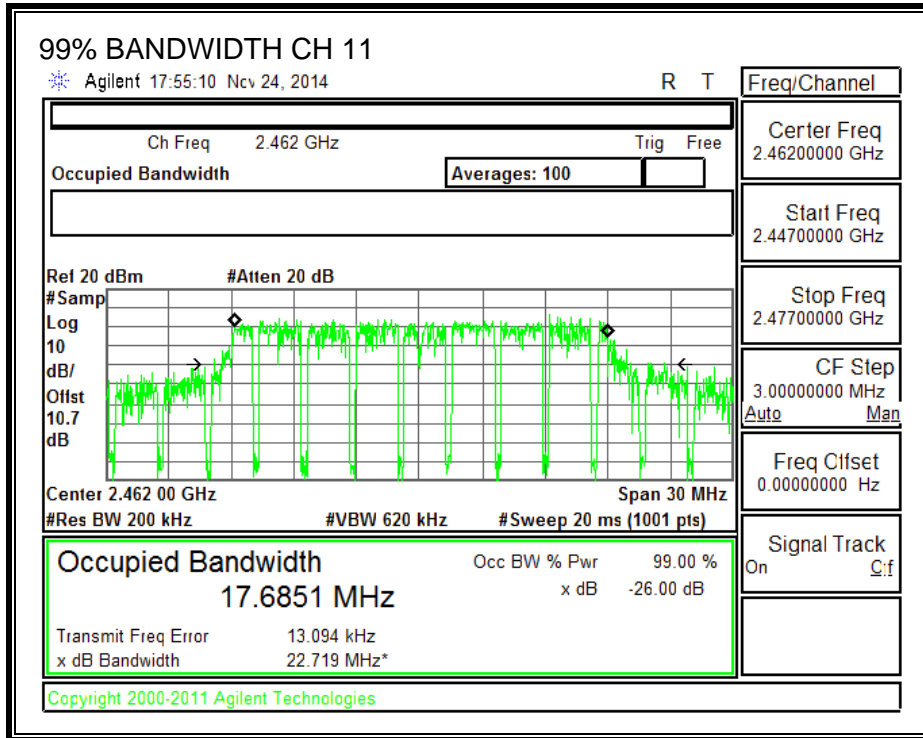 99% BANDWIDTH CH 11
Agilent 17:55:10 Nov 24, 2014 R T
Freq/Channel
Ch Freq 2.462 GHz Trig Free
Occupied Bandwidth Averages: 100
Center Freq
2.46200000 GHz
Start Freq
2.44700000 GHz
Stop Freq
2.47700000 GHz
CF Step
3.00000000 MHz
Auto Man
Freq Offset
0.00000000 Hz
Signal Track
On Off
Ref 20 dBm #Atten 20 dB
#Samp
Log
10
dB/
Offst
10.7
dB
Center 2.462 00 GHz Span 30 MHz
#Res BW 200 kHz #VBW 620 kHz #Sweep 20 ms (1001 pts)
Occupied Bandwidth Occ BW % Pwr 99.00 %
17.6851 MHz x dB -26.00 dB
Transmit Freq Error 13.094 kHz
x dB Bandwidth 22.719 MHz*
Copyright 2000-2011 Agilent Technologies